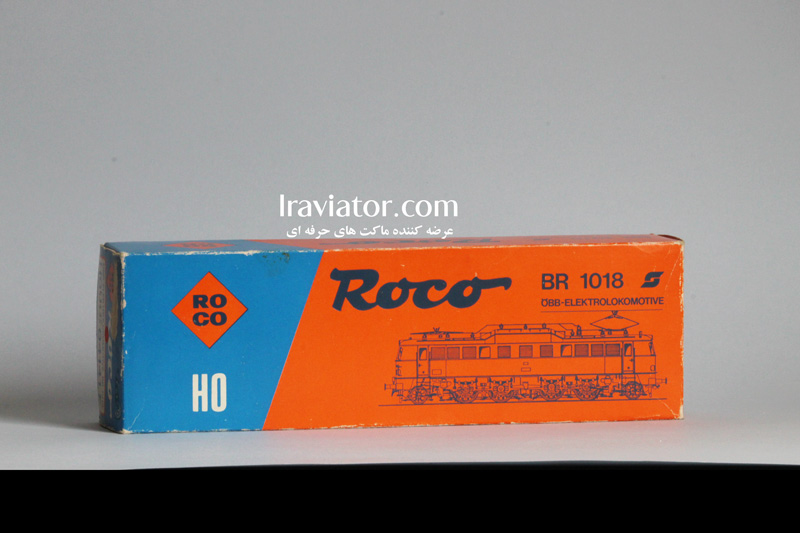 Iraviator.com
عرضه کننده ماکت های حرفه ای
RO
CO
HO
Roco
BR 1018
ÖBB-ELEKTROLOKOMOTIVE